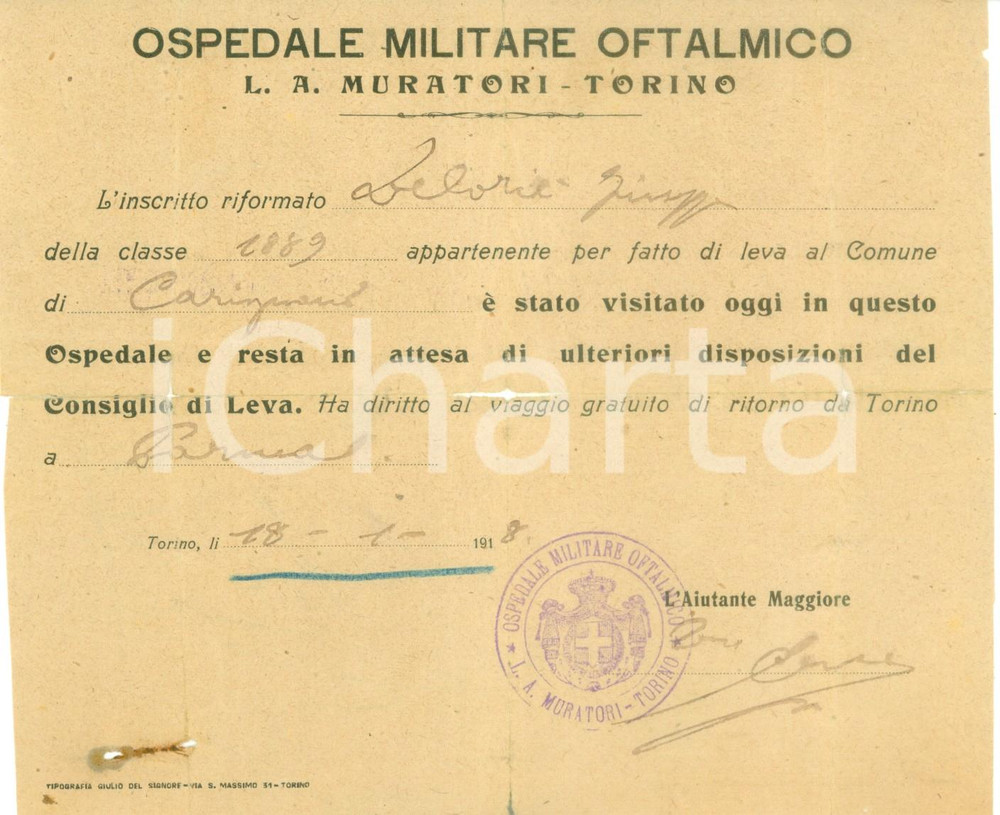 OSPEDALE MILITARE OFTALMICO
L. A. MURATORI - TORINO
L'inscritto riformato
della classe 1889 appartenente per fatto di leva al Comune
di è stato visitato oggi in questo
Ospedale e resta in attesa di ulteriori disposizioni del
Consiglio di Leva. Ha diritto al viaggio gratuito di ritorno da Torino
a Parma
Torino, li 18 - 1 - 1918.
OSPEDALE MILITARE OFTALMICO
L. A. MURATORI - TORINO
L'Aiutante Maggiore
TIPOGRAFIA GIULIO DEL SIGNORE - VIA S. MASSIMO 31 - TORINO
iCharta